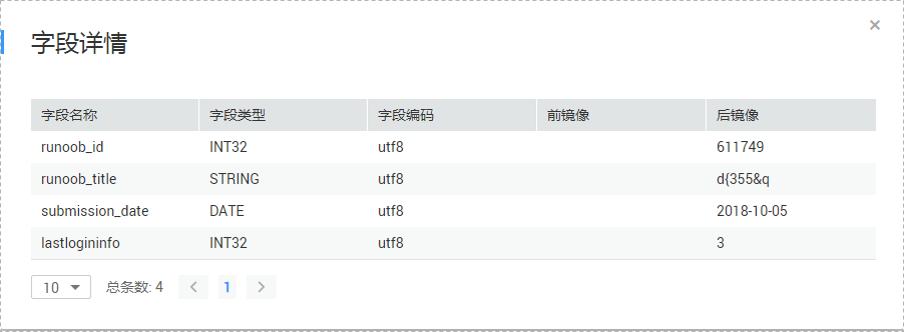 字段详情
×
字段名称 字段类型 字段编码 前镜像 后镜像
runoob_id INT32 utf8 611749
runoob_title STRING utf8 d{355&q
submission_date DATE utf8 2018-10-05
lastlogininfo INT32 utf8 3
10 总条数: 4 < 1 >